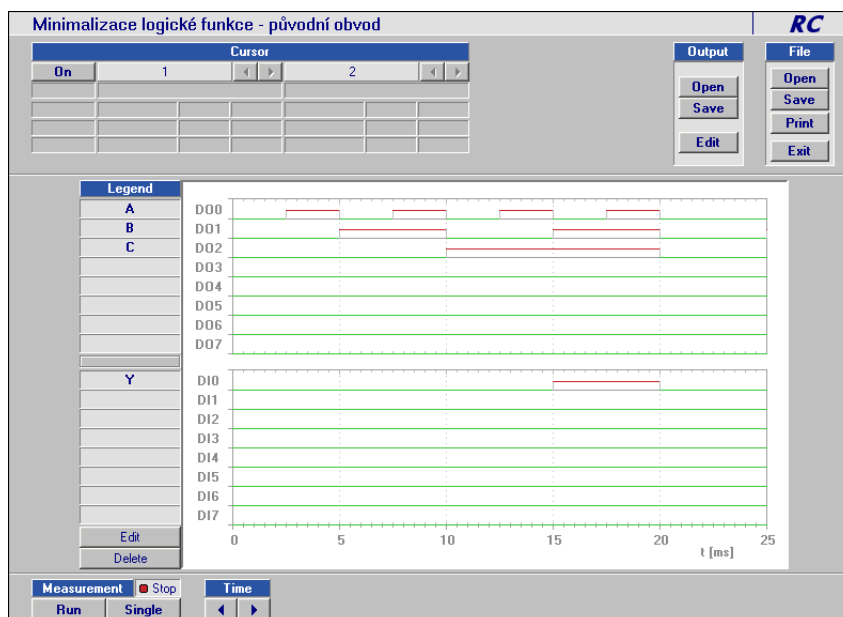 Minimalizace logické funkce - původní obvod RC
Cursor Output File
On 1 2
Open Open
Save Save
Print
Edit Exit
Legend
A DO0
B DO1
C DO2
DO3
DO4
DO5
DO6
DO7
Y DI0
DI1
DI2
DI3
DI4
DI5
DI6
DI7
Edit 0 5 10 15 20 25
Delete t [ms]
Measurement Stop Time
Run Single